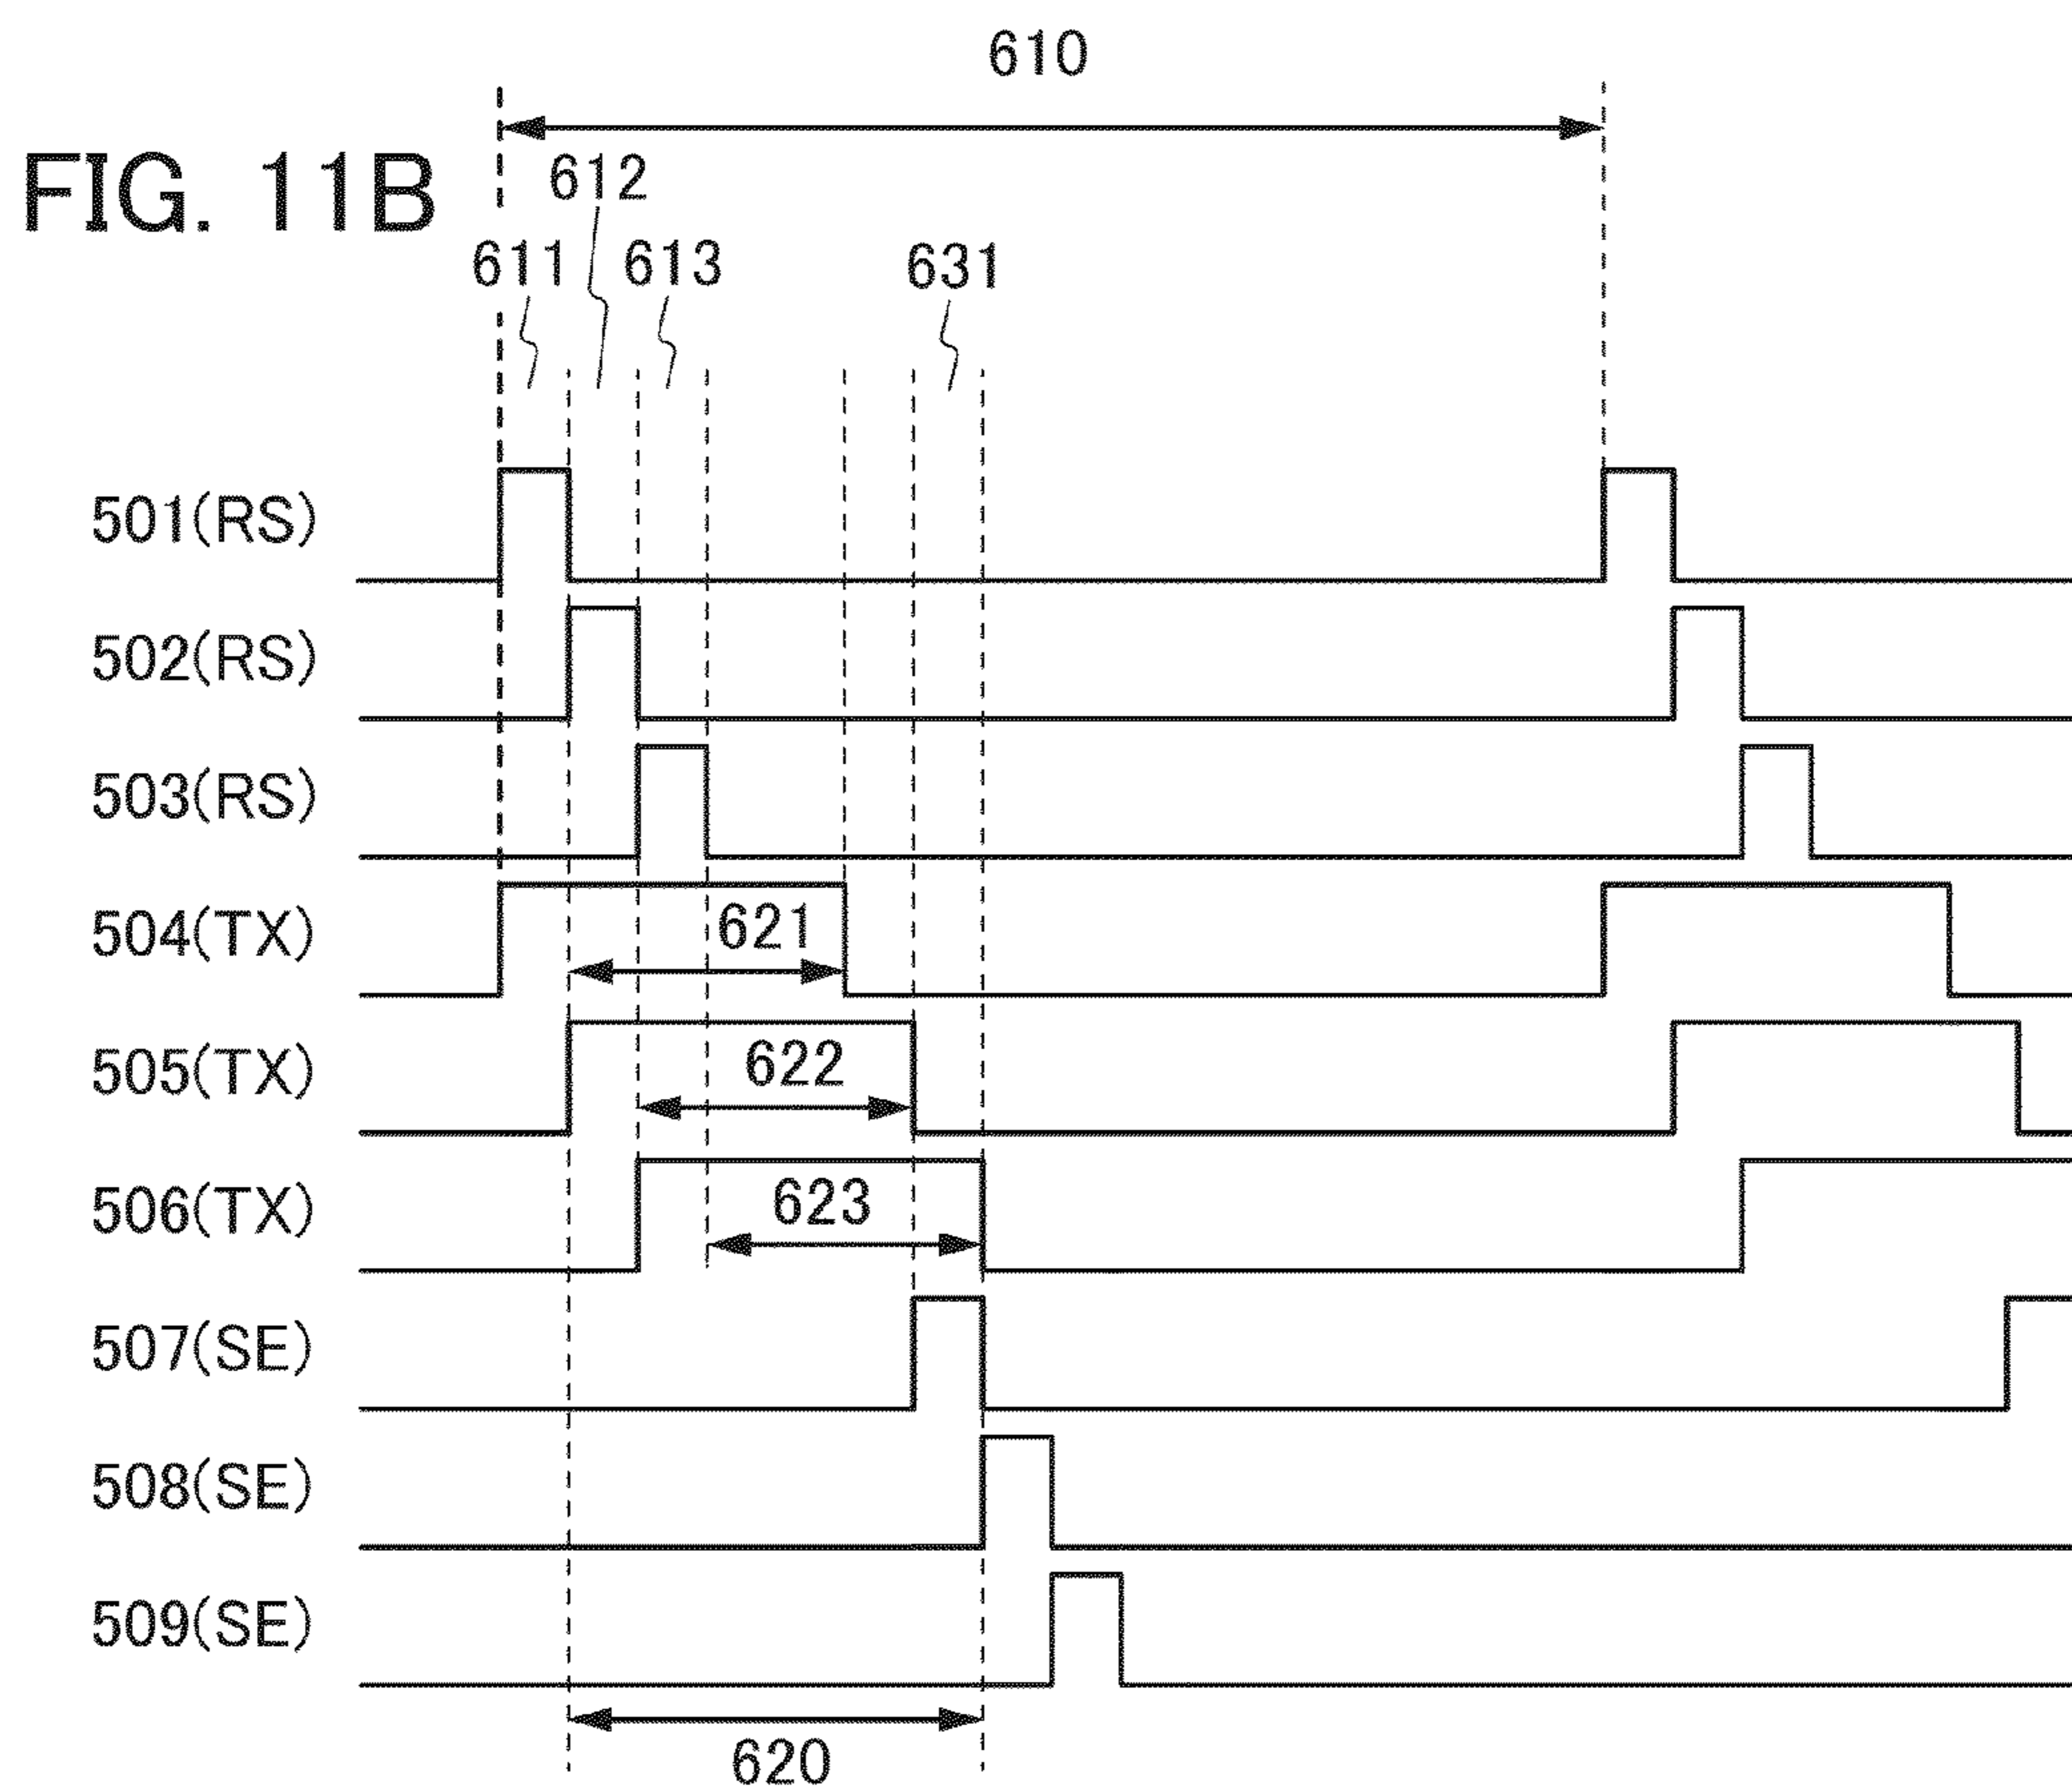 610
FIG. 11B
612
611 613 631
501(RS)
502(RS)
503(RS)
504(TX) 621
505(TX) 622
506(TX) 623
507(SE)
508(SE)
509(SE)
620